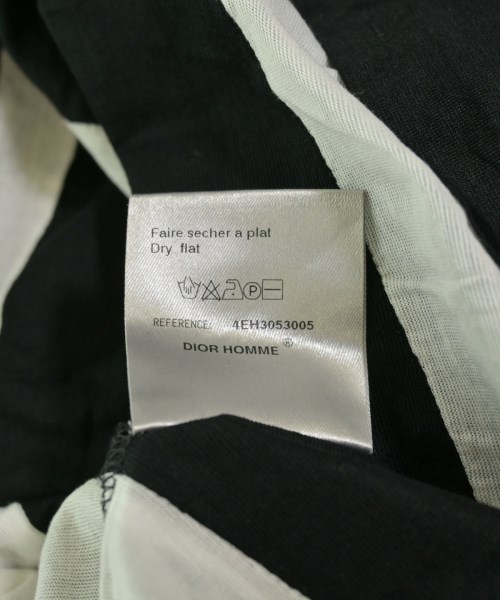 Faire secher a plat
Dry flat
P
REFERENCE: 4EH3053005
DIOR HOMME®